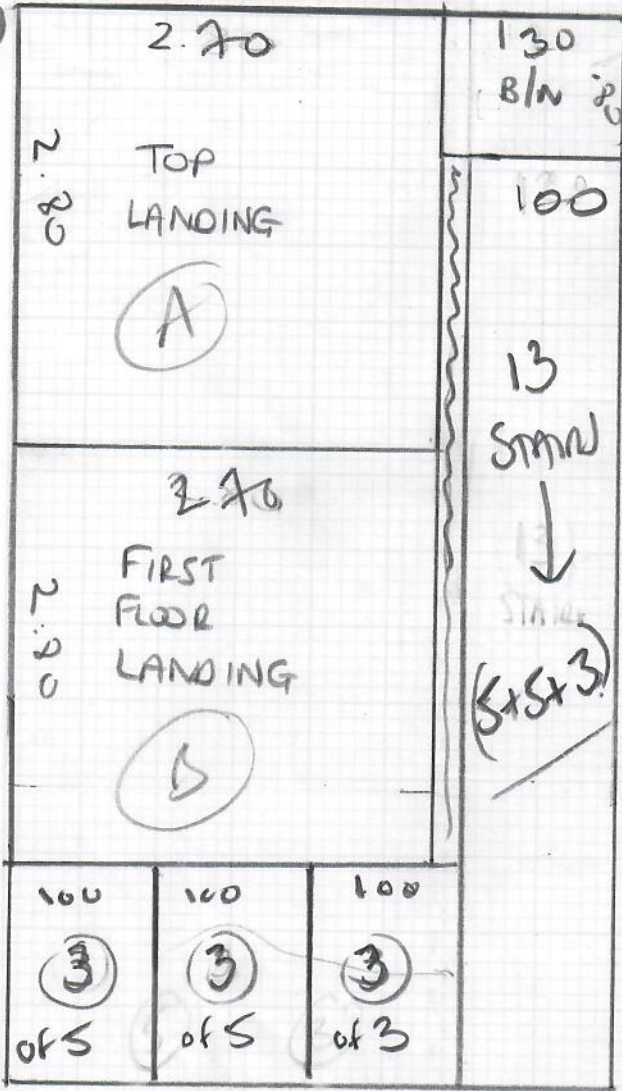 2.70
2.80
TOP
LANDING
A
130
B/N .80
100
13
STAIR
(5+5+3)
2.70
2.80
FIRST
FLOOR
LANDING
100
3
of 5
100
3
of 5
100
3
of 3